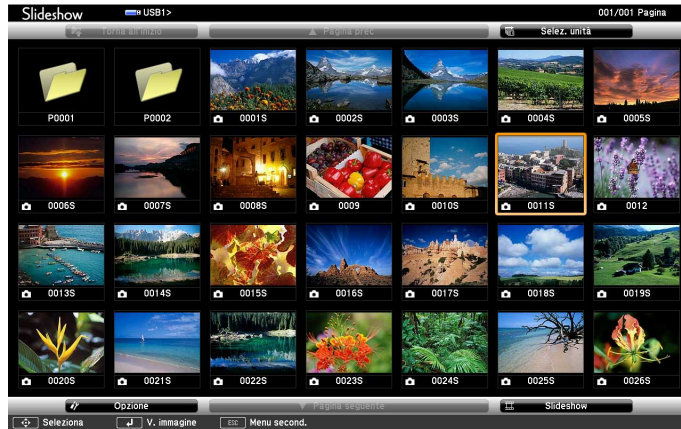 Slideshow USB1> 001/001 Pagina
Torna all'inizio Pagina prec Selez. unità
P0001 P0002 0001S 0002S 0003S 0004S 0005S
0006S 0007S 0008S 0009 0010S 0011S 0012
0013S 0014S 0015S 0016S 0017S 0018S 0019S
0020S 0021S 0022S 0023S 0024S 0025S 0026S
Opzione Pagina seguente Slideshow
Seleziona V. immagine ESC Menu second.